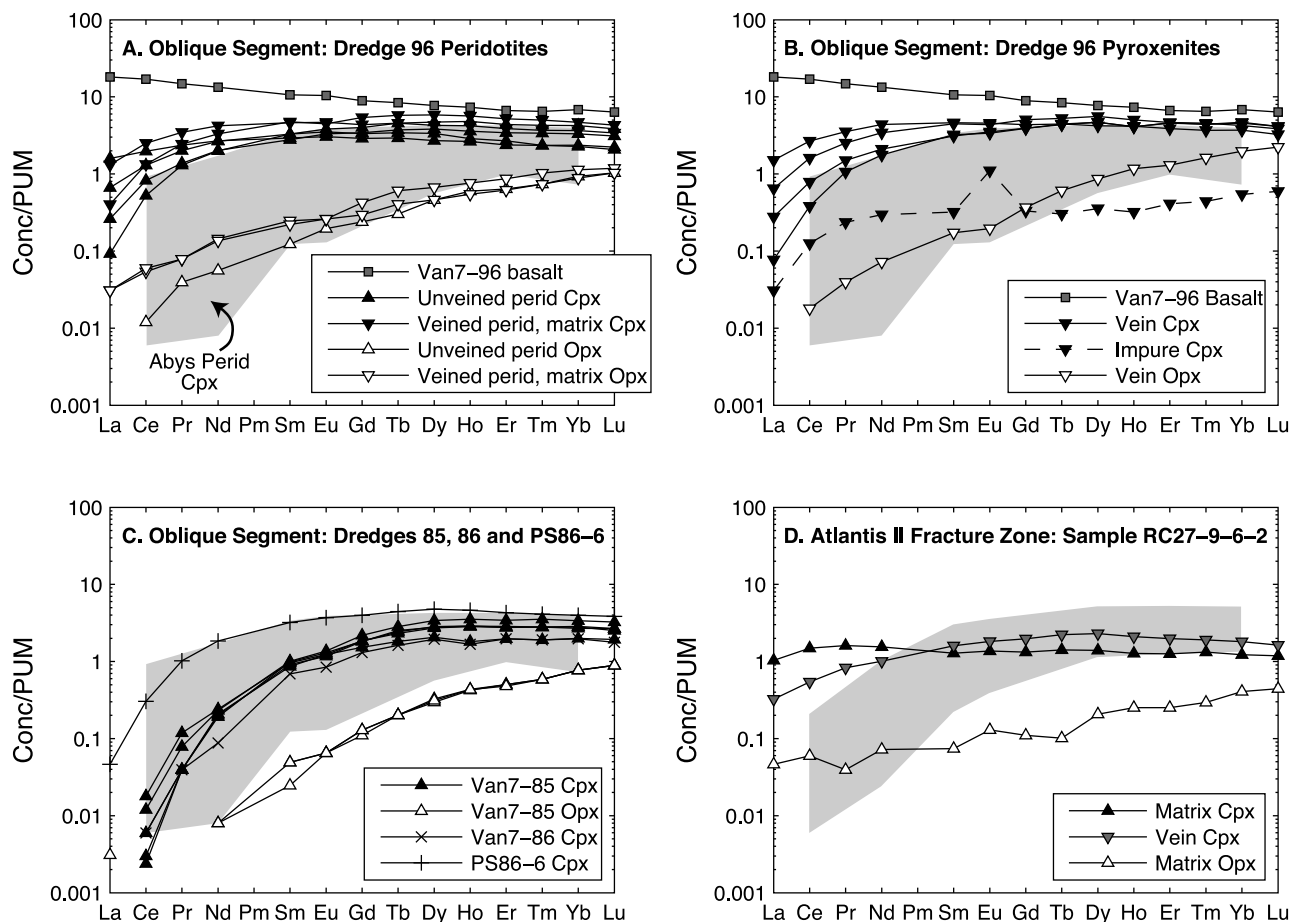 A. Oblique Segment: Dredge 96 Peridotites
Conc/PUM
100
10
1
0.1
0.01
0.001
Abys Perid
Cpx
Van7–96 basalt
Unveined perid Cpx
Veined perid, matrix Cpx
Unveined perid Opx
Veined perid, matrix Opx
La Ce Pr Nd Pm Sm Eu Gd Tb Dy Ho Er Tm Yb Lu
B. Oblique Segment: Dredge 96 Pyroxenites
Conc/PUM
100
10
1
0.1
0.01
0.001
Van7–96 Basalt
Vein Cpx
Impure Cpx
Vein Opx
La Ce Pr Nd Pm Sm Eu Gd Tb Dy Ho Er Tm Yb Lu
C. Oblique Segment: Dredges 85, 86 and PS86–6
Conc/PUM
100
10
1
0.1
0.01
0.001
Van7–85 Cpx
Van7–85 Opx
Van7–86 Cpx
PS86–6 Cpx
La Ce Pr Nd Pm Sm Eu Gd Tb Dy Ho Er Tm Yb Lu
D. Atlantis II Fracture Zone: Sample RC27–9–6–2
Conc/PUM
100
10
1
0.1
0.01
0.001
Matrix Cpx
Vein Cpx
Matrix Opx
La Ce Pr Nd Pm Sm Eu Gd Tb Dy Ho Er Tm Yb Lu